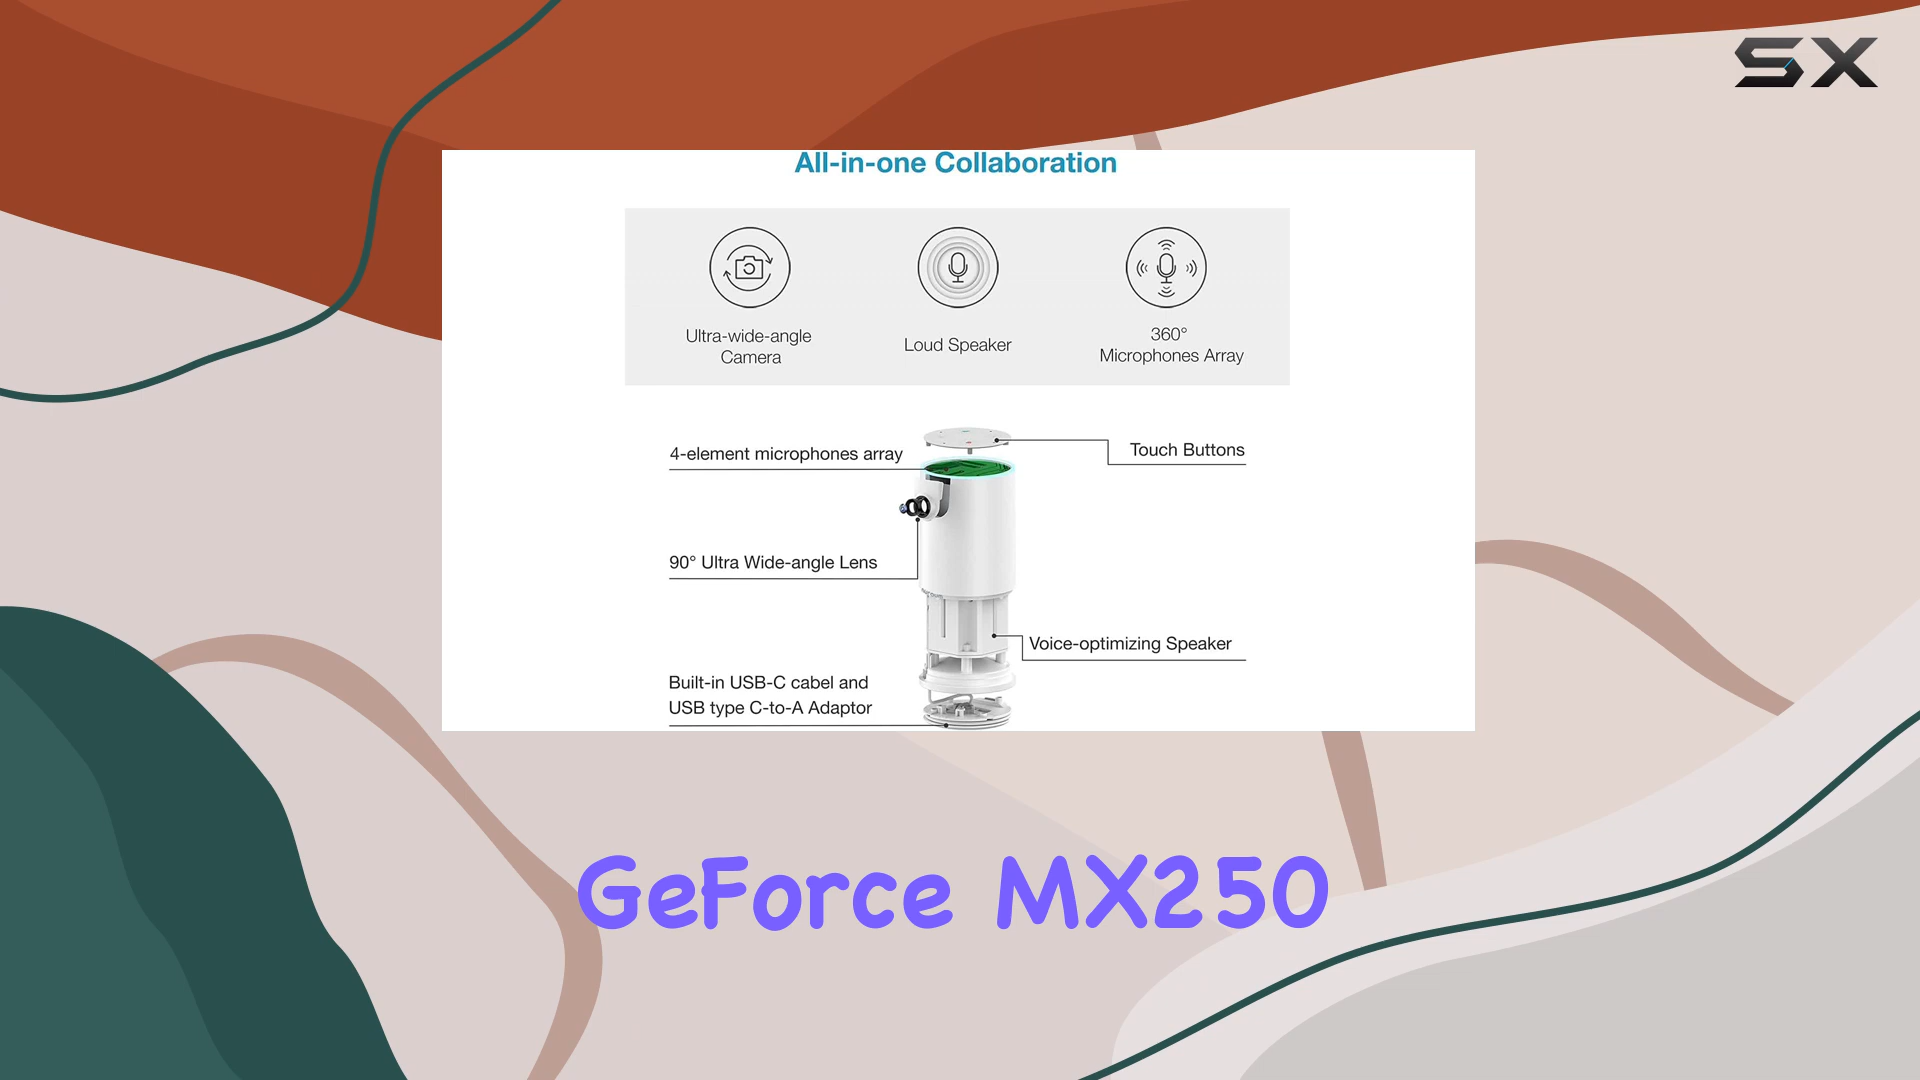 SX
All-in-one Collaboration
Ultra-wide-angle
Camera
Loud Speaker
360°
Microphones Array
4-element microphones array
Touch Buttons
90° Ultra Wide-angle Lens
Voice-optimizing Speaker
Built-in USB-C cabel and
USB type C-to-A Adaptor
GeForce MX250